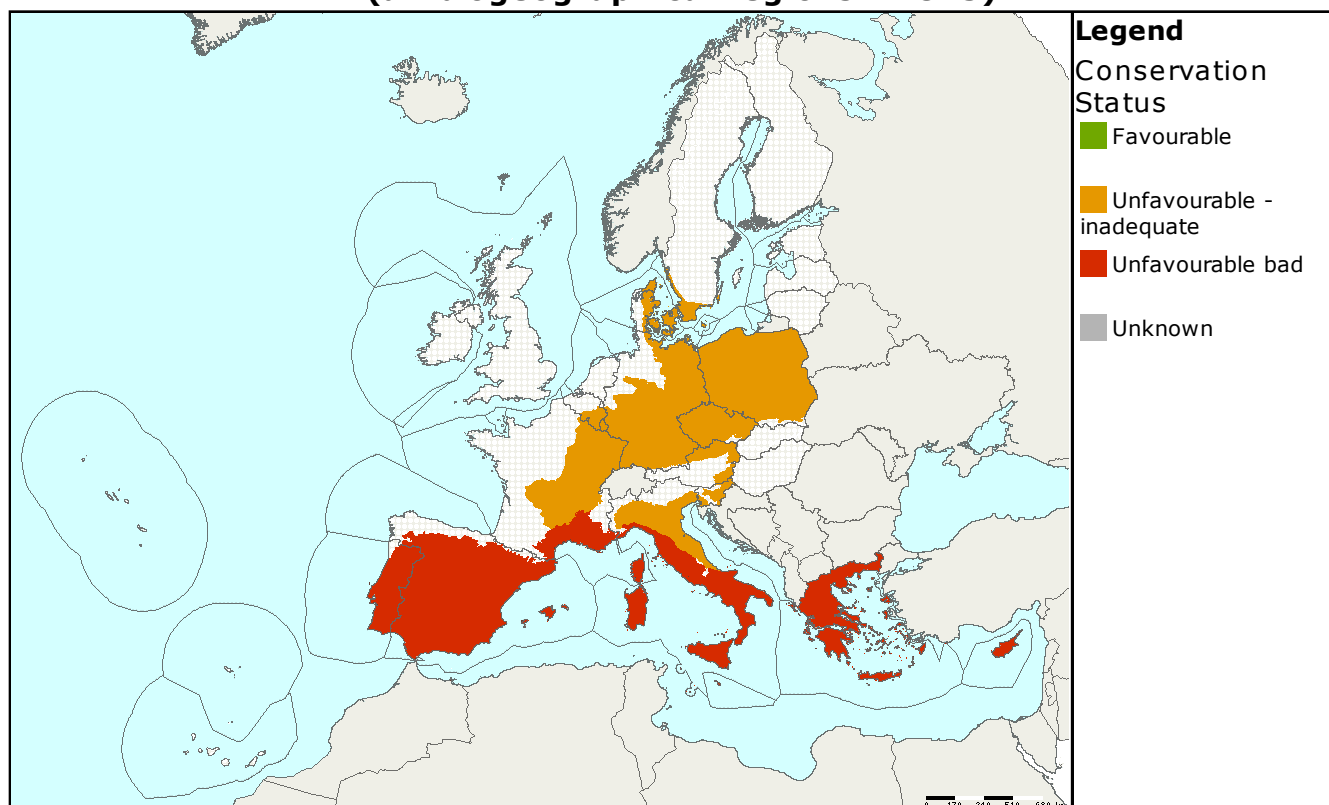 Legend
Conservation
Status
Favourable
Unfavourable -
inadequate
Unfavourable bad
Unknown